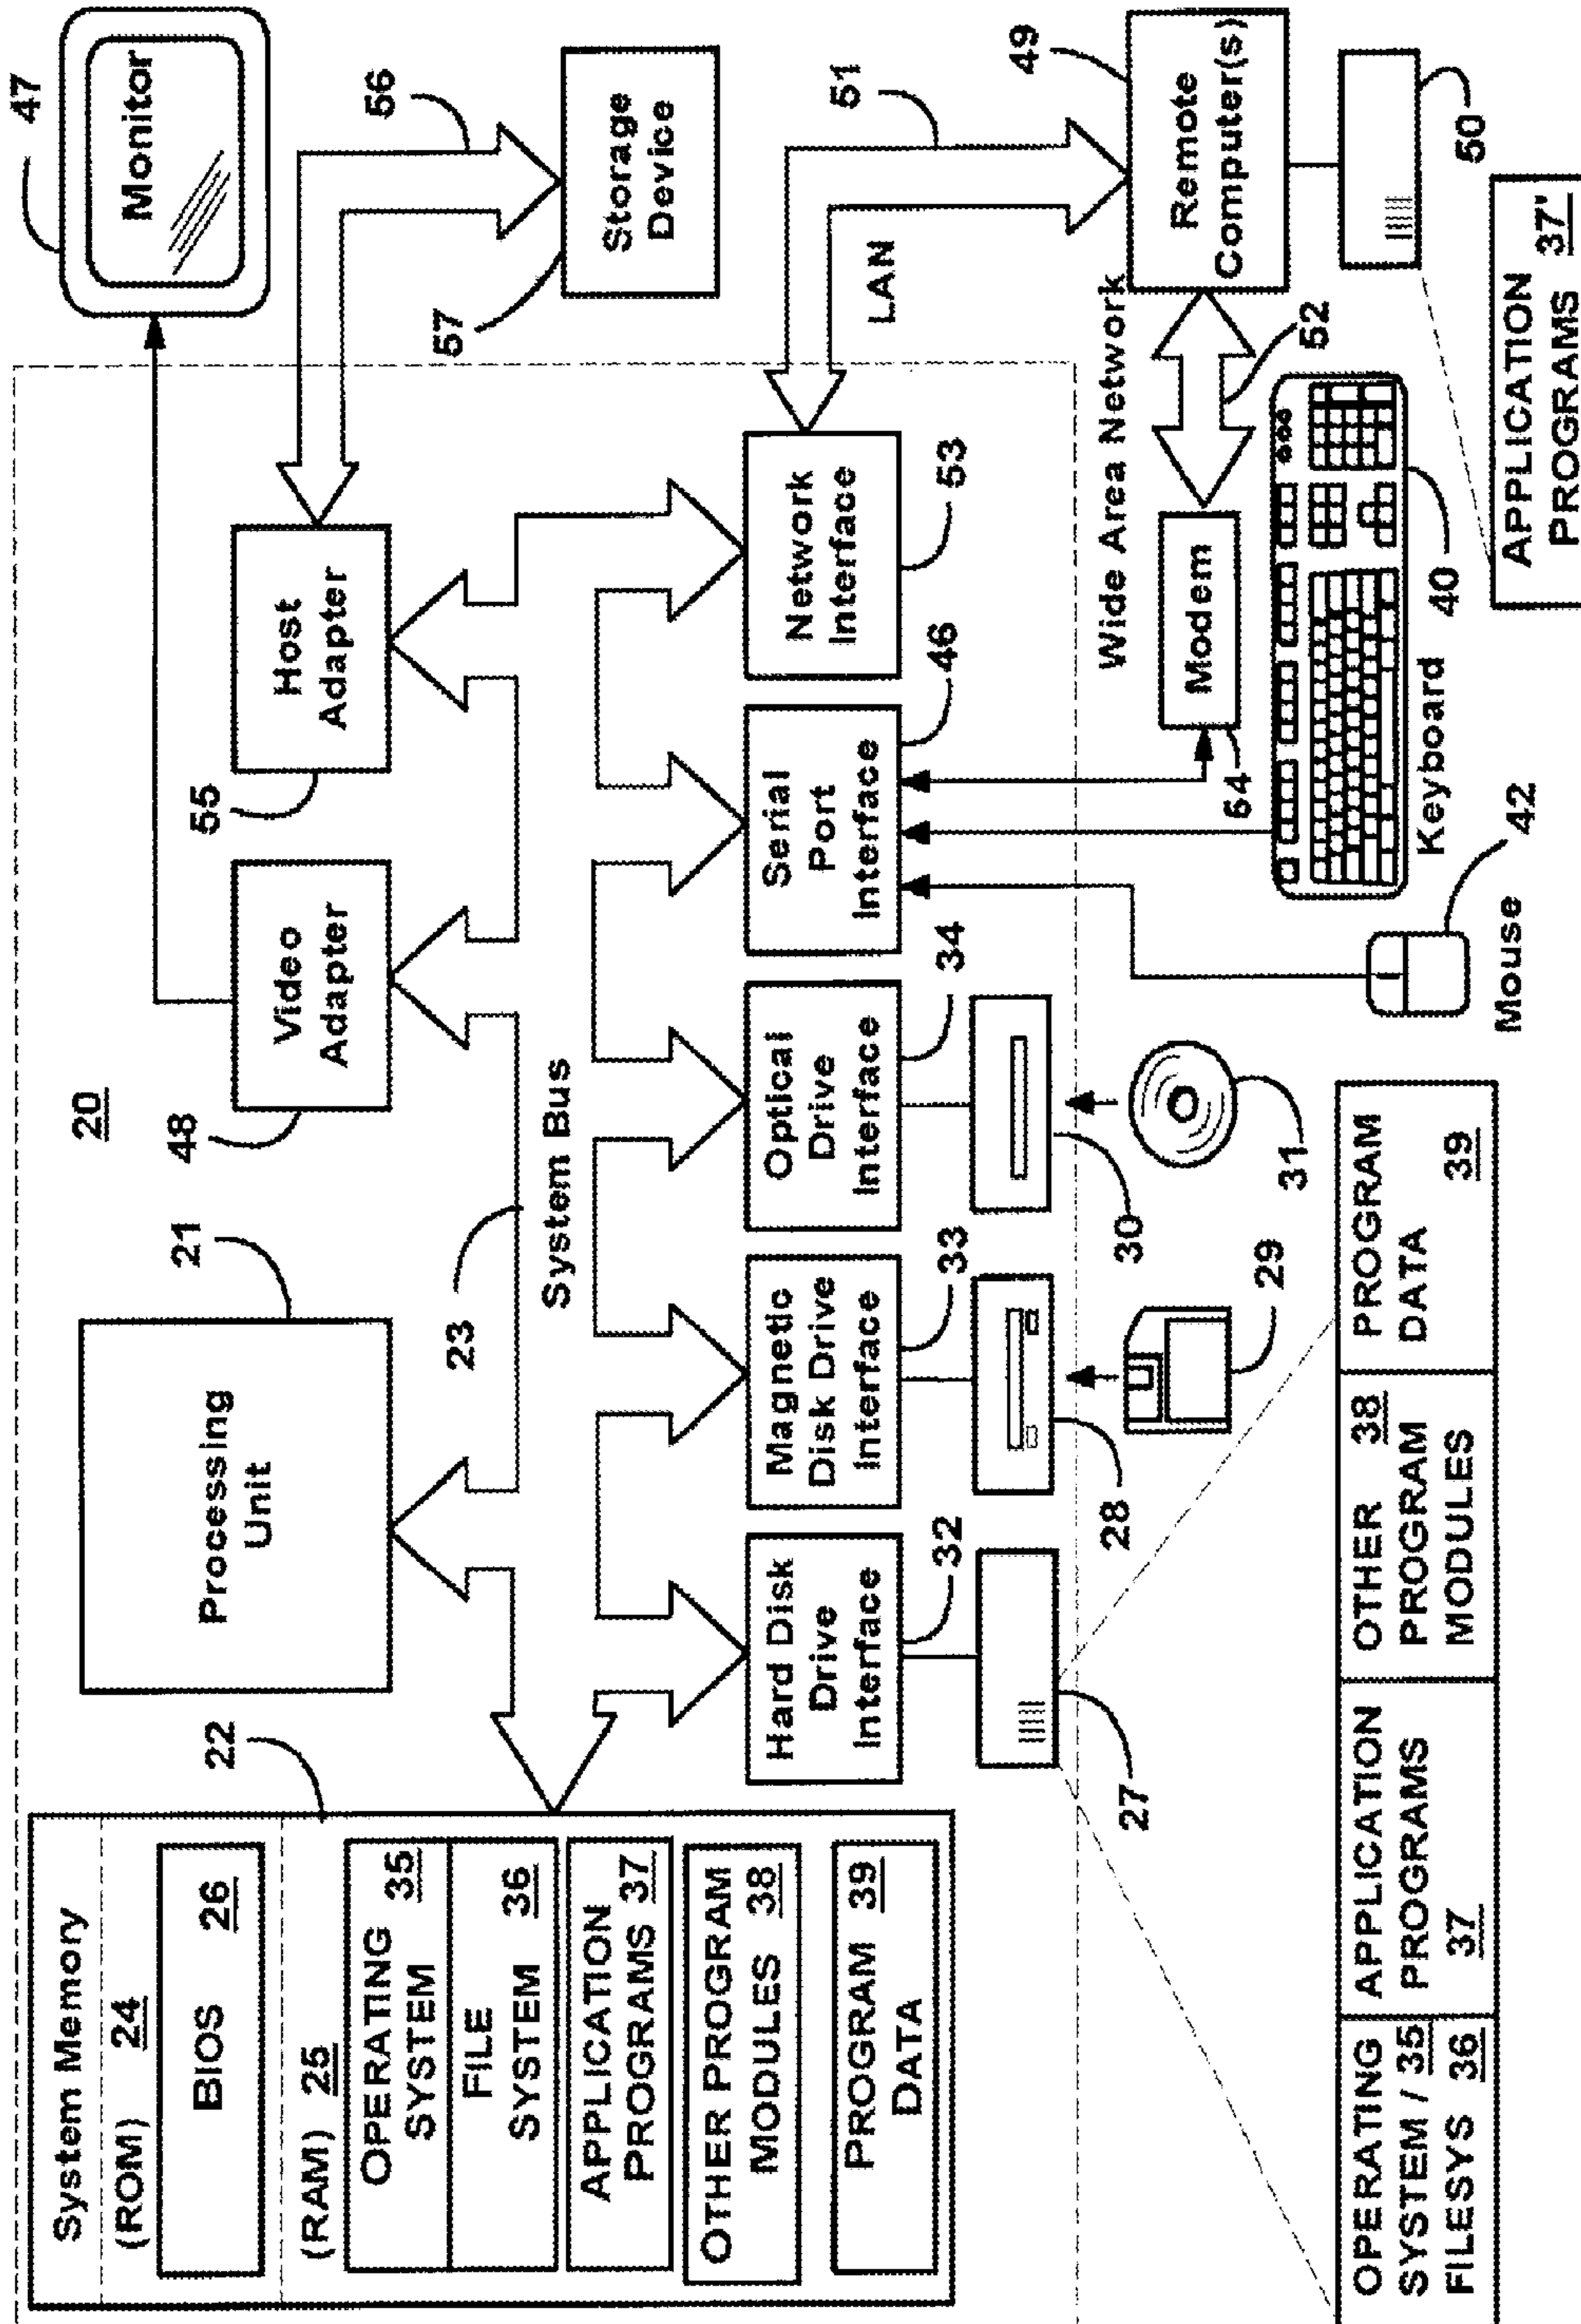 System Memory
(ROM) 24
BIOS 26
(RAM) 25
OPERATING
SYSTEM 35
FILE
SYSTEM 36
APPLICATION
PROGRAMS 37
OTHER PROGRAM
MODULES 38
PROGRAM 39
DATA
22
Processing
Unit
21
20
Video
Adapter
48
Host
Adapter
55
47
Monitor
56
57
Storage
Device
23
System Bus
Hard Disk
Drive
Interface
32
Magnetic
Disk Drive
Interface
33
Optical
Drive
Interface
34
Serial
Port
Interface
46
Network
Interface
53
LAN
51
27
28
29
30
31
Wide Area Network
Modem
54
52
49
Remote
Computer(s)
50
Keyboard
40
Mouse
42
OPERATING
SYSTEM / 35
FILESYS 36
APPLICATION
PROGRAMS
37
OTHER 38
PROGRAM
MODULES
PROGRAM
DATA
39
APPLICATION
PROGRAMS 37'